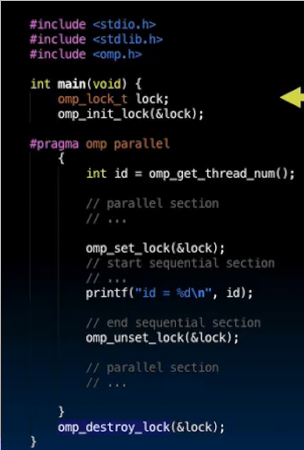 #include <stdio.h>
#include <stdlib.h>
#include <omp.h>
int main(void) {
omp_lock_t lock;
omp_init_lock(&lock);
#pragma omp parallel
{
int id = omp_get_thread_num();
// parallel section
// ...
omp_set_lock(&lock);
// start sequential section
// ...
printf("id = %d\n", id);
// end sequential section
omp_unset_lock(&lock);
// parallel section
// ...
}
omp_destroy_lock(&lock);
}